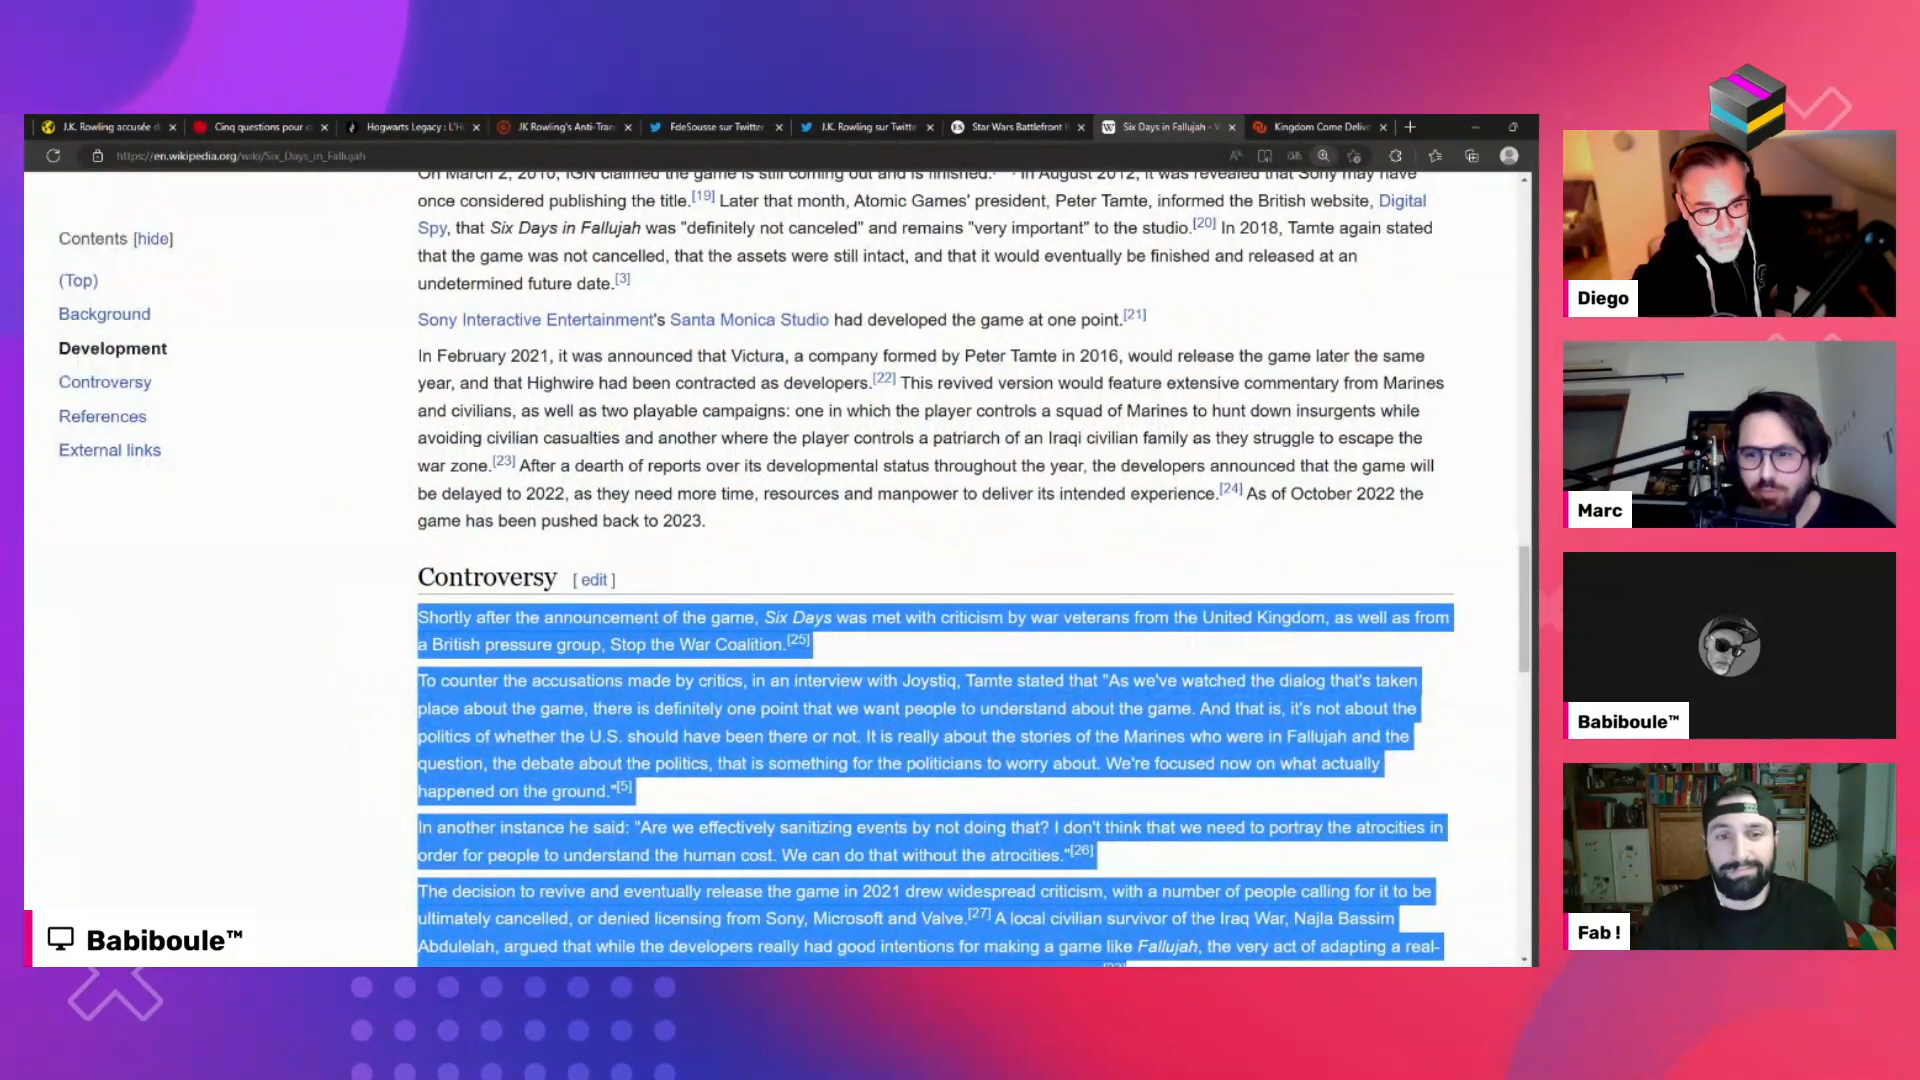 J.K. Rowling accusée d
Cinq questions pour c
Hogwarts Legacy : L'H
JK Rowling's Anti-Tran
FdeSousse sur Twitter
J.K. Rowling sur Twitte
Star Wars Battlefront I
Six Days in Fallujah - W
Kingdom Come Delive
https://en.wikipedia.org/wiki/Six_Days_in_Fallujah
Contents [hide]
(Top)
Background
Development
Controversy
References
External links
On March 2, 2010, IGN claimed the game is still coming out and is finished. In August 2012, it was revealed that Sony may have
once considered publishing the title.[19] Later that month, Atomic Games' president, Peter Tamte, informed the British website, Digital
Spy, that Six Days in Fallujah was "definitely not canceled" and remains "very important" to the studio.[20] In 2018, Tamte again stated
that the game was not cancelled, that the assets were still intact, and that it would eventually be finished and released at an
undetermined future date.[3]
Sony Interactive Entertainment's Santa Monica Studio had developed the game at one point.[21]
In February 2021, it was announced that Victura, a company formed by Peter Tamte in 2016, would release the game later the same
year, and that Highwire had been contracted as developers.[22] This revived version would feature extensive commentary from Marines
and civilians, as well as two playable campaigns: one in which the player controls a squad of Marines to hunt down insurgents while
avoiding civilian casualties and another where the player controls a patriarch of an Iraqi civilian family as they struggle to escape the
war zone.[23] After a dearth of reports over its developmental status throughout the year, the developers announced that the game will
be delayed to 2022, as they need more time, resources and manpower to deliver its intended experience.[24] As of October 2022 the
game has been pushed back to 2023.
Controversy [ edit ]
Shortly after the announcement of the game, Six Days was met with criticism by war veterans from the United Kingdom, as well as from
a British pressure group, Stop the War Coalition.[25]
To counter the accusations made by critics, in an interview with Joystiq, Tamte stated that "As we've watched the dialog that's taken
place about the game, there is definitely one point that we want people to understand about the game. And that is, it's not about the
politics of whether the U.S. should have been there or not. It is really about the stories of the Marines who were in Fallujah and the
question, the debate about the politics, that is something for the politicians to worry about. We're focused now on what actually
happened on the ground."[5]
In another instance he said: "Are we effectively sanitizing events by not doing that? I don't think that we need to portray the atrocities in
order for people to understand the human cost. We can do that without the atrocities."[26]
The decision to revive and eventually release the game in 2021 drew widespread criticism, with a number of people calling for it to be
ultimately cancelled, or denied licensing from Sony, Microsoft and Valve.[27] A local civilian survivor of the Iraq War, Najla Bassim
Abdulelah, argued that while the developers really had good intentions for making a game like Fallujah, the very act of adapting a real-
Babiboule™
Diego
Marc
Babiboule™
Fab !